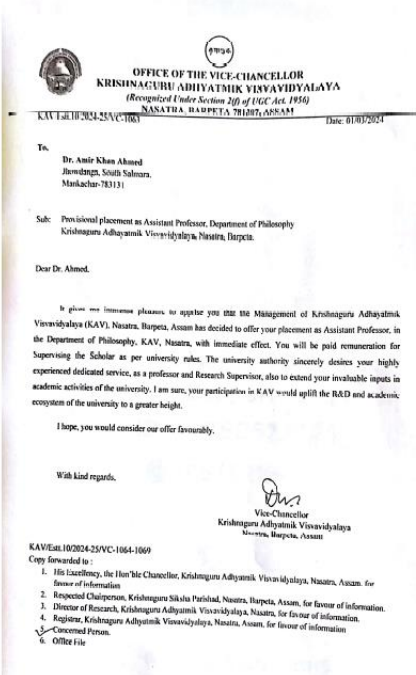 OFFICE OF THE VICE-CHANCELLOR
KRISHNAGURU ADHYATMIK VISVAVIDYALAYA
(Recognized Under Section 2(f) of UGC Act. 1956)
NASATRA, BARPETA 781307, ASSAM
KAV/Estt.10/2024-25/VC-1063 Date: 01/03/2024
To,
Dr. Amir Khan Ahmed
Jhowdanga, South Salmara.
Mankachar-783131
Sub: Provisional placement as Assistant Professor, Department of Philosophy
Krishnaguru Adhayatmik Visvavidyalaya, Nasatra, Barpeta.
Dear Dr. Ahmed.
It gives me immense pleasure to apprise you that the Management of Krishnaguru Adhayatmik
Visvavidyalaya (KAV), Nasatra, Barpeta, Assam has decided to offer your placement as Assistant Professor, in
the Department of Philosophy, KAV, Nasatra, with immediate effect. You will be paid remuneration for
Supervising the Scholar as per university rules. The university authority sincerely desires your highly
experienced dedicated service, as a professor and Research Supervisor, also to extend your invaluable inputs in
academic activities of the university. I am sure, your participation in KAV would uplift the R&D and academic
ecosystem of the university to a greater height.
I hope, you would consider our offer favourably.
With kind regards,
Vice-Chancellor
Krishnaguru Adhyatmik Visvavidyalaya
Nasatra, Barpeta, Assam
KAV/Estt.10/2024-25/VC-1064-1069
Copy forwarded to :
1. His Excellency, the Hon'ble Chancellor, Krishnaguru Adhyatmik Visvavidyalaya, Nasatra, Assam. for
favour of information
2. Respected Chairperson, Krishnaguru Siksha Parishad, Nasatra, Barpeta, Assam, for favour of information.
3. Director of Research, Krishnaguru Adhyatmik Visvavidyalaya, Nasatra, Assam, for favour of information.
4. Registrar, Krishnaguru Adhyatmik Visvavidyalaya, Nasatra, Assam, for favour of information
5. Concerned Person.
6. Office File